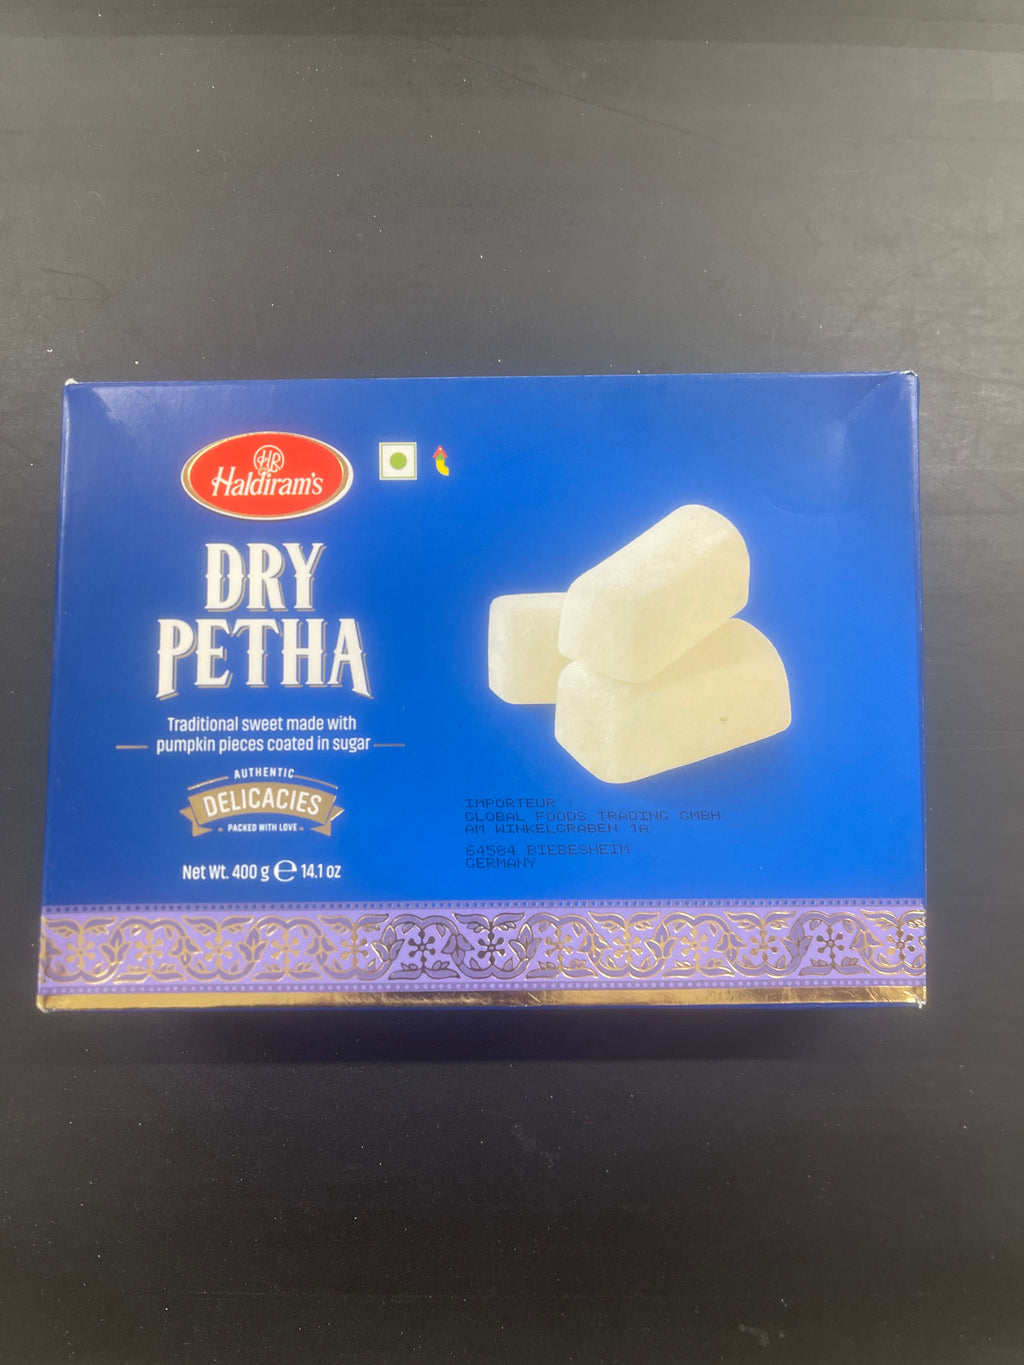 HR
Haldiram's
DRY
PETHA
Traditional sweet made with
pumpkin pieces coated in sugar
AUTHENTIC
DELICACIES
PACKED WITH LOVE
Net Wt. 400 g ℮ 14.1 oz
IMPORTEUR :
GLOBAL FOODS TRADING GMBH
AM WINKELGRABEN 1A
64584 BIEBESHEIM
GERMANY